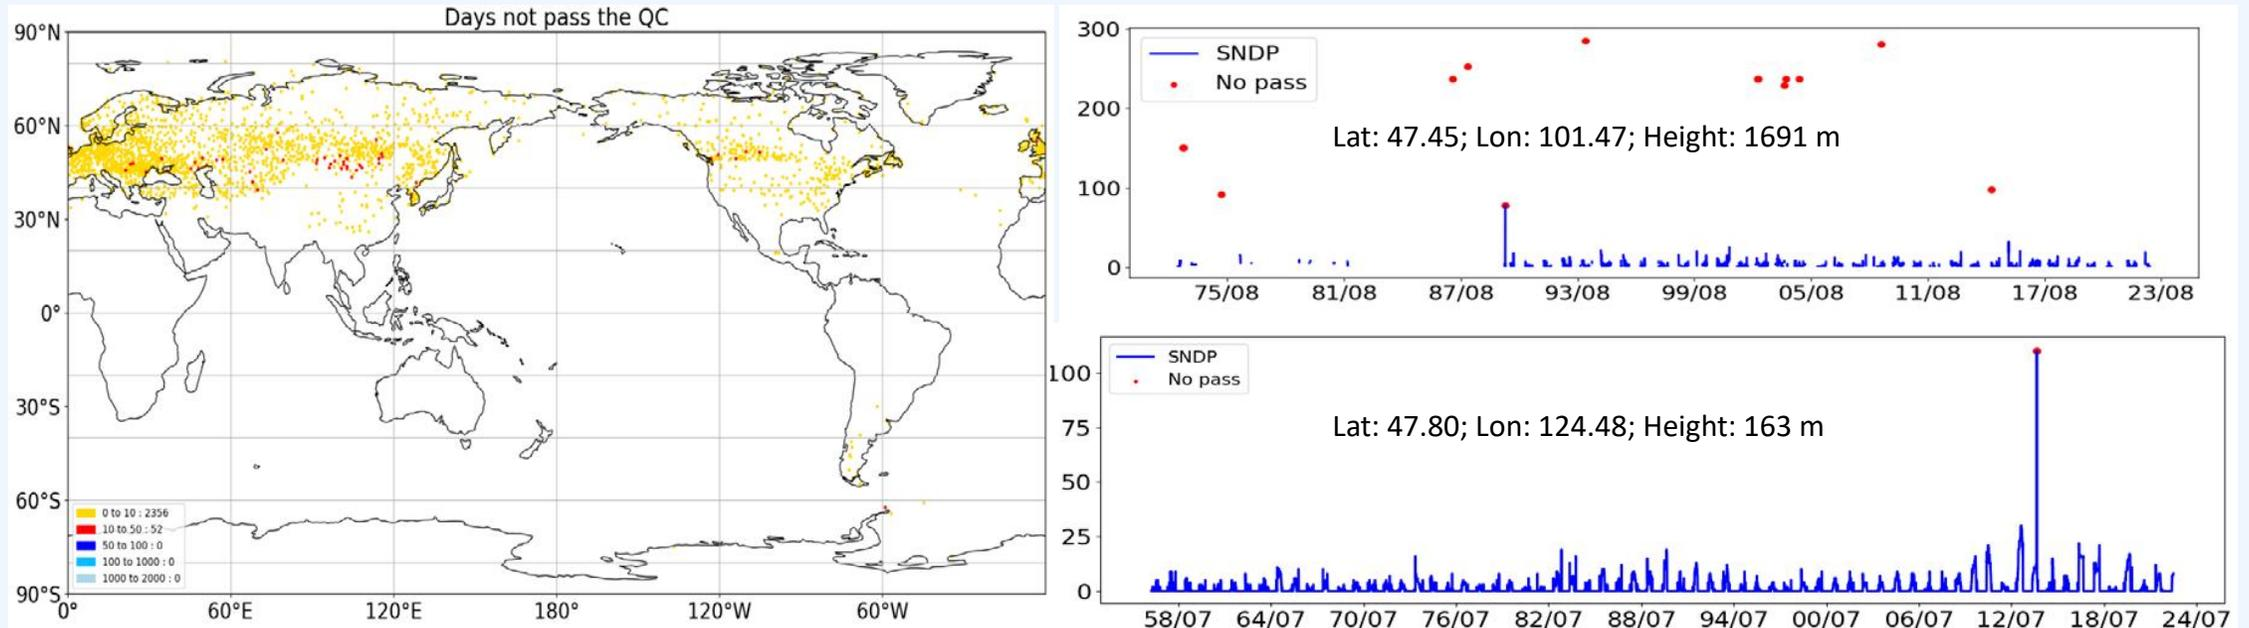 Days not pass the QC
90°N
60°N
30°N
0°
30°S
60°S
90°S
0 to 10 : 2356
10 to 50 : 52
50 to 100 : 0
100 to 1000 : 0
1000 to 2000 : 0
0° 60°E 120°E 180° 120°W 60°W
300
200
100
0
SNDP
No pass
Lat: 47.45; Lon: 101.47; Height: 1691 m
75/08 81/08 87/08 93/08 99/08 05/08 11/08 17/08 23/08
100
75
50
25
0
SNDP
No pass
Lat: 47.80; Lon: 124.48; Height: 163 m
58/07 64/07 70/07 76/07 82/07 88/07 94/07 00/07 06/07 12/07 18/07 24/07